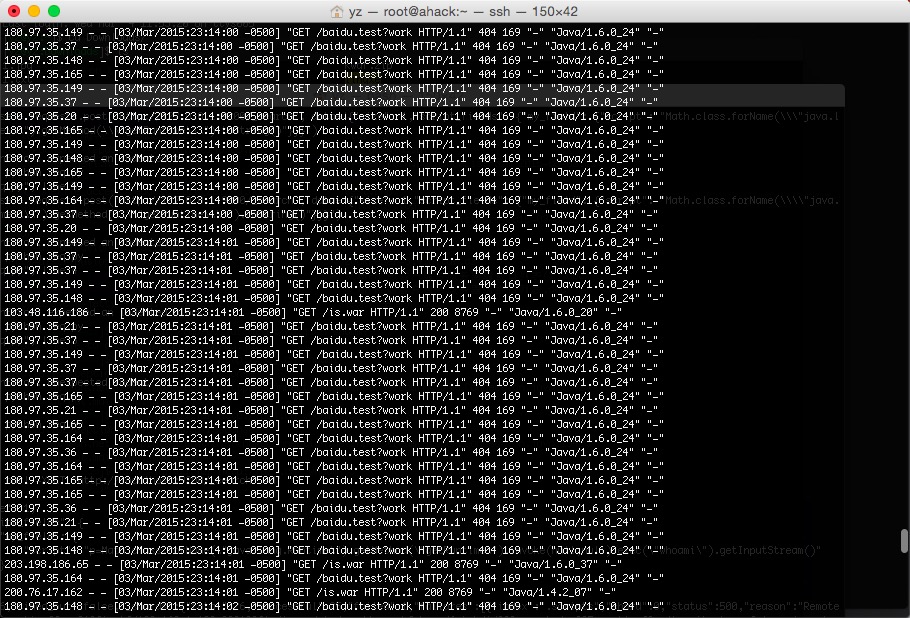 yz — root@ahack:~ — ssh — 150×42
180.97.35.149 - - [03/Mar/2015:23:14:00 -0500] "GET /baidu.test?work HTTP/1.1" 404 169 "-" "Java/1.6.0_24" "-"
180.97.35.37 - - [03/Mar/2015:23:14:00 -0500] "GET /baidu.test?work HTTP/1.1" 404 169 "-" "Java/1.6.0_24" "-"
180.97.35.148 - - [03/Mar/2015:23:14:00 -0500] "GET /baidu.test?work HTTP/1.1" 404 169 "-" "Java/1.6.0_24" "-"
180.97.35.165 - - [03/Mar/2015:23:14:00 -0500] "GET /baidu.test?work HTTP/1.1" 404 169 "-" "Java/1.6.0_24" "-"
180.97.35.149 - - [03/Mar/2015:23:14:00 -0500] "GET /baidu.test?work HTTP/1.1" 404 169 "-" "Java/1.6.0_24" "-"
180.97.35.37 - - [03/Mar/2015:23:14:00 -0500] "GET /baidu.test?work HTTP/1.1" 404 169 "-" "Java/1.6.0_24" "-"
180.97.35.20 - - [03/Mar/2015:23:14:00 -0500] "GET /baidu.test?work HTTP/1.1" 404 169 "-" "Java/1.6.0_24" "-" "Math.class.forName(\\\"java.l
180.97.35.165 - - [03/Mar/2015:23:14:00 -0500] "GET /baidu.test?work HTTP/1.1" 404 169 "-" "Java/1.6.0_24" "-"
180.97.35.149 - - [03/Mar/2015:23:14:00 -0500] "GET /baidu.test?work HTTP/1.1" 404 169 "-" "Java/1.6.0_24" "-"
180.97.35.148 - - [03/Mar/2015:23:14:00 -0500] "GET /baidu.test?work HTTP/1.1" 404 169 "-" "Java/1.6.0_24" "-"
180.97.35.165 - - [03/Mar/2015:23:14:00 -0500] "GET /baidu.test?work HTTP/1.1" 404 169 "-" "Java/1.6.0_24" "-"
180.97.35.149 - - [03/Mar/2015:23:14:00 -0500] "GET /baidu.test?work HTTP/1.1" 404 169 "-" "Java/1.6.0_24" "-"
180.97.35.164 - - [03/Mar/2015:23:14:00 -0500] "GET /baidu.test?work HTTP/1.1" 404 169 "-" "Java/1.6.0_24" "-" Math.class.forName(\\\\"java.
180.97.35.37 - - [03/Mar/2015:23:14:00 -0500] "GET /baidu.test?work HTTP/1.1" 404 169 "-" "Java/1.6.0_24" "-"
180.97.35.20 - - [03/Mar/2015:23:14:00 -0500] "GET /baidu.test?work HTTP/1.1" 404 169 "-" "Java/1.6.0_24" "-"
180.97.35.149 - - [03/Mar/2015:23:14:01 -0500] "GET /baidu.test?work HTTP/1.1" 404 169 "-" "Java/1.6.0_24" "-"
180.97.35.37 - - [03/Mar/2015:23:14:01 -0500] "GET /baidu.test?work HTTP/1.1" 404 169 "-" "Java/1.6.0_24" "-"
180.97.35.37 - - [03/Mar/2015:23:14:01 -0500] "GET /baidu.test?work HTTP/1.1" 404 169 "-" "Java/1.6.0_24" "-"
180.97.35.149 - - [03/Mar/2015:23:14:01 -0500] "GET /baidu.test?work HTTP/1.1" 404 169 "-" "Java/1.6.0_24" "-"
180.97.35.148 - - [03/Mar/2015:23:14:01 -0500] "GET /baidu.test?work HTTP/1.1" 404 169 "-" "Java/1.6.0_24" "-"
103.48.116.186 - - [03/Mar/2015:23:14:01 -0500] "GET /is.war HTTP/1.1" 200 8769 "-" "Java/1.6.0_20" "-"
180.97.35.21 - - [03/Mar/2015:23:14:01 -0500] "GET /baidu.test?work HTTP/1.1" 404 169 "-" "Java/1.6.0_24" "-"
180.97.35.37 - - [03/Mar/2015:23:14:01 -0500] "GET /baidu.test?work HTTP/1.1" 404 169 "-" "Java/1.6.0_24" "-"
180.97.35.149 - - [03/Mar/2015:23:14:01 -0500] "GET /baidu.test?work HTTP/1.1" 404 169 "-" "Java/1.6.0_24" "-"
180.97.35.37 - - [03/Mar/2015:23:14:01 -0500] "GET /baidu.test?work HTTP/1.1" 404 169 "-" "Java/1.6.0_24" "-"
180.97.35.37 - - [03/Mar/2015:23:14:01 -0500] "GET /baidu.test?work HTTP/1.1" 404 169 "-" "Java/1.6.0_24" "-"
180.97.35.165 - - [03/Mar/2015:23:14:01 -0500] "GET /baidu.test?work HTTP/1.1" 404 169 "-" "Java/1.6.0_24" "-"
180.97.35.21 - - [03/Mar/2015:23:14:01 -0500] "GET /baidu.test?work HTTP/1.1" 404 169 "-" "Java/1.6.0_24" "-"
180.97.35.165 - - [03/Mar/2015:23:14:01 -0500] "GET /baidu.test?work HTTP/1.1" 404 169 "-" "Java/1.6.0_24" "-"
180.97.35.164 - - [03/Mar/2015:23:14:01 -0500] "GET /baidu.test?work HTTP/1.1" 404 169 "-" "Java/1.6.0_24" "-"
180.97.35.36 - - [03/Mar/2015:23:14:01 -0500] "GET /baidu.test?work HTTP/1.1" 404 169 "-" "Java/1.6.0_24" "-"
180.97.35.164 - - [03/Mar/2015:23:14:01 -0500] "GET /baidu.test?work HTTP/1.1" 404 169 "-" "Java/1.6.0_24" "-"
180.97.35.165 - - [03/Mar/2015:23:14:01 -0500] "GET /baidu.test?work HTTP/1.1" 404 169 "-" "Java/1.6.0_24" "-"
180.97.35.165 - - [03/Mar/2015:23:14:01 -0500] "GET /baidu.test?work HTTP/1.1" 404 169 "-" "Java/1.6.0_24" "-"
180.97.35.36 - - [03/Mar/2015:23:14:01 -0500] "GET /baidu.test?work HTTP/1.1" 404 169 "-" "Java/1.6.0_24" "-"
180.97.35.21 - - [03/Mar/2015:23:14:01 -0500] "GET /baidu.test?work HTTP/1.1" 404 169 "-" "Java/1.6.0_24" "-"
180.97.35.149 - - [03/Mar/2015:23:14:01 -0500] "GET /baidu.test?work HTTP/1.1" 404 169 "-" "Java/1.6.0_24" "-"
180.97.35.148 - - [03/Mar/2015:23:14:01 -0500] "GET /baidu.test?work HTTP/1.1" 404 169 "-" "Java/1.6.0_24" "-" whoami\").getInputStream()"
203.198.186.65 - - [03/Mar/2015:23:14:01 -0500] "GET /is.war HTTP/1.1" 200 8769 "-" "Java/1.6.0_37" "-"
180.97.35.164 - - [03/Mar/2015:23:14:01 -0500] "GET /baidu.test?work HTTP/1.1" 404 169 "-" "Java/1.6.0_24" "-"
200.76.17.162 - - [03/Mar/2015:23:14:01 -0500] "GET /is.war HTTP/1.1" 200 8769 "-" "Java/1.4.2_07" "-"
180.97.35.148 - - [03/Mar/2015:23:14:02 -0500] "GET /baidu.test?work HTTP/1.1" 404 169 "-" "Java/1.6.0_24" "-" "status":500,"reason":"Remote